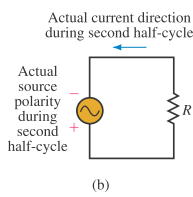 Actual current direction
during second half-cycle
Actual
source
polarity
during
second
half-cycle
−
+
R
(b)